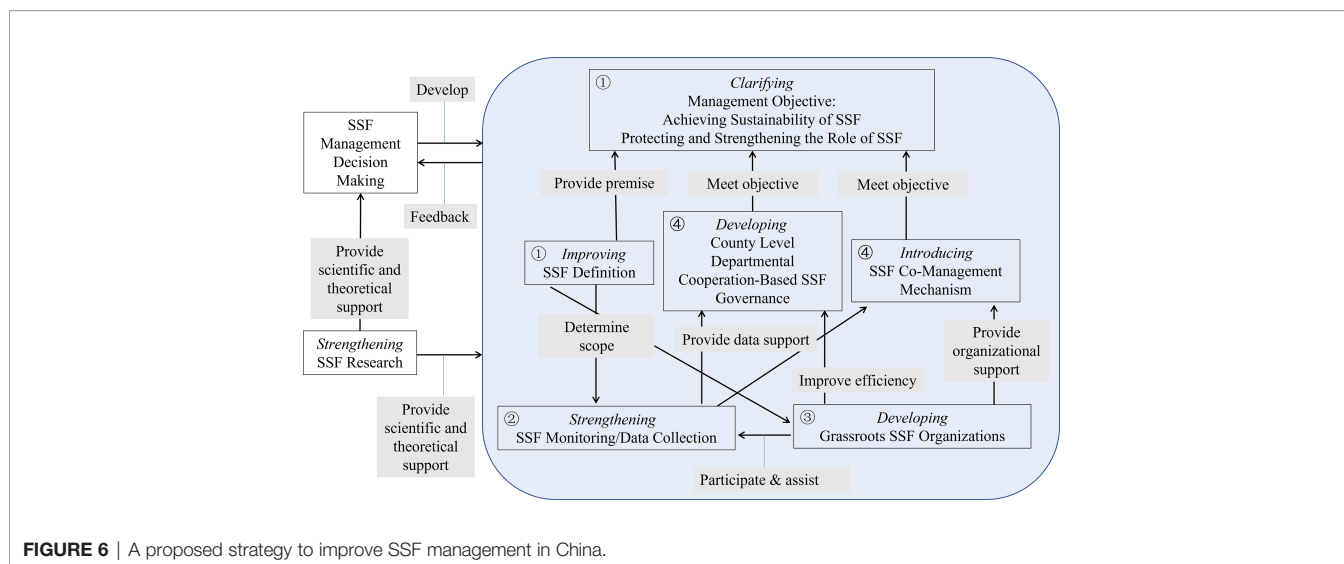 Develop
SSF
Management
Decision
Making
Feedback
Provide
scientific and
theoretical
support
Strengthening
SSF Research
Provide
scientific and
theoretical
support
① Clarifying
Management Objective:
Achieving Sustainability of SSF
Protecting and Strengthening the Role of SSF
Provide premise
Meet objective
Meet objective
① Improving
SSF Definition
④ Developing
County Level
Departmental
Cooperation-Based SSF
Governance
④ Introducing
SSF Co-Management
Mechanism
Determine
scope
Provide data support
Improve efficiency
Provide
organizational
support
② Strengthening
SSF Monitoring/Data Collection
③ Developing
Grassroots SSF Organizations
Participate & assist
FIGURE 6 | A proposed strategy to improve SSF management in China.